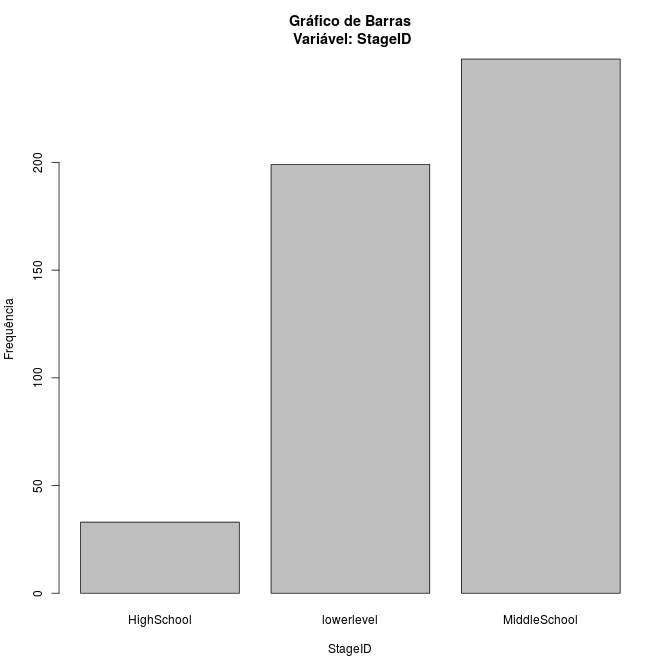 Gráfico de Barras
Variável: StageID
Frequência
200
150
100
50
0
HighSchool
lowerlevel
MiddleSchool
StageID